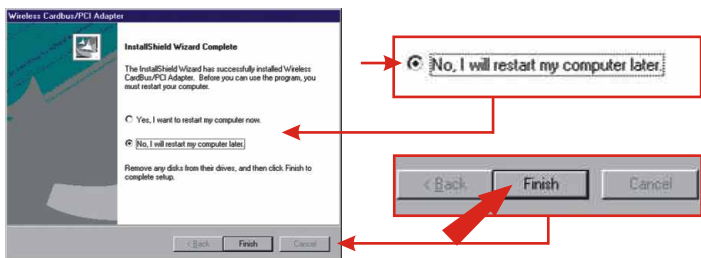 Wireless Cardbus/PCI Adapter
InstallShield Wizard Complete
The InstallShield Wizard has successfully installed Wireless
CardBus/PCI Adapter. Before you can use the program, you
must restart your computer.
Yes, I want to restart my computer now.
No, I will restart my computer later.
Remove any disks from their drives, and then click Finish to
complete setup.
< Back Finish Cancel
No, I will restart my computer later.
< Back Finish Cancel